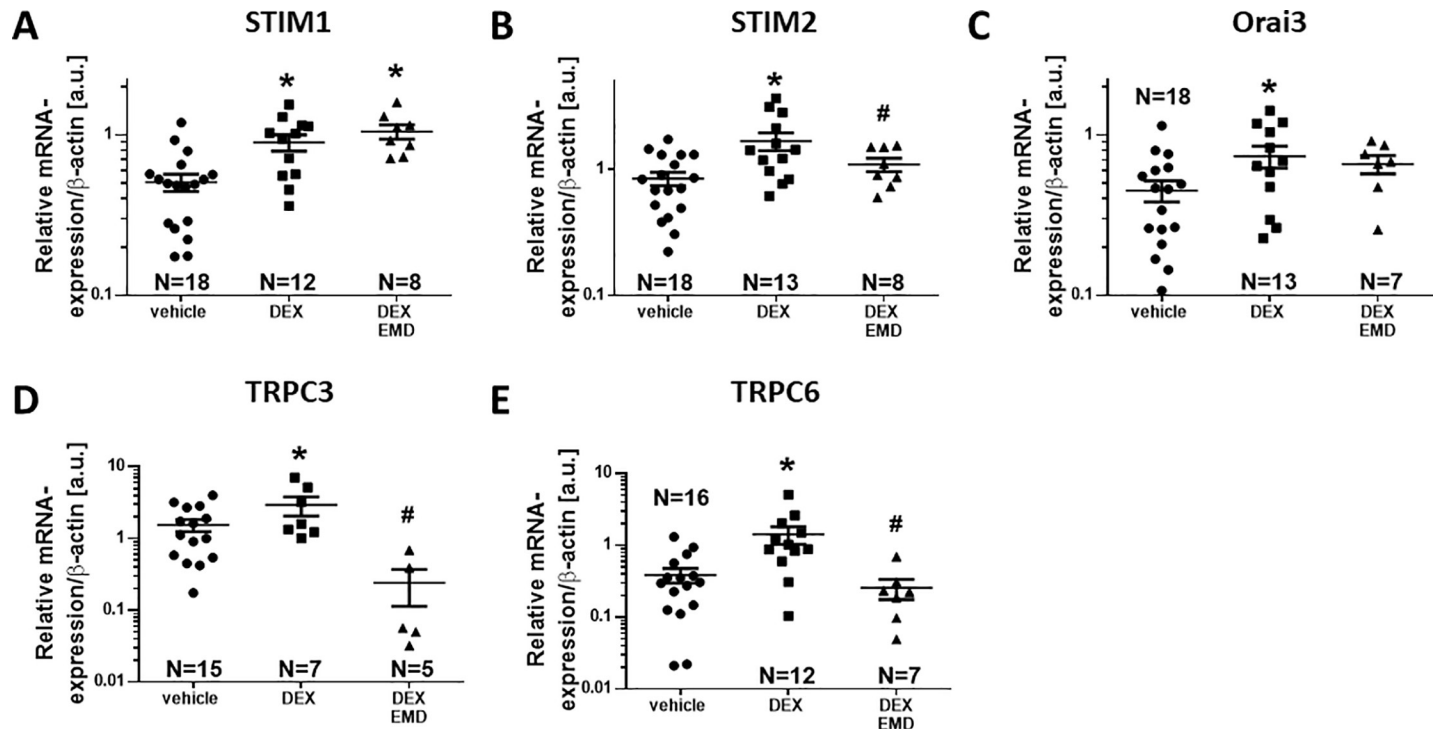 A
STIM1
Relative mRNA-
expression/β-actin [a.u.]
1
0.1
*
*
N=18
N=12
N=8
vehicle
DEX
DEX
EMD
B
STIM2
Relative mRNA-
expression/β-actin [a.u.]
1
0.1
*
#
N=18
N=13
N=8
vehicle
DEX
DEX
EMD
C
Orai3
Relative mRNA-
expression/β-actin [a.u.]
1
0.1
N=18
*
N=13
N=7
vehicle
DEX
DEX
EMD
D
TRPC3
Relative mRNA-
expression/β-actin [a.u.]
10
1
0.1
0.01
*
#
N=15
N=7
N=5
vehicle
DEX
DEX
EMD
E
TRPC6
Relative mRNA-
expression/β-actin [a.u.]
10
1
0.1
0.01
N=16
*
#
N=12
N=7
vehicle
DEX
DEX
EMD